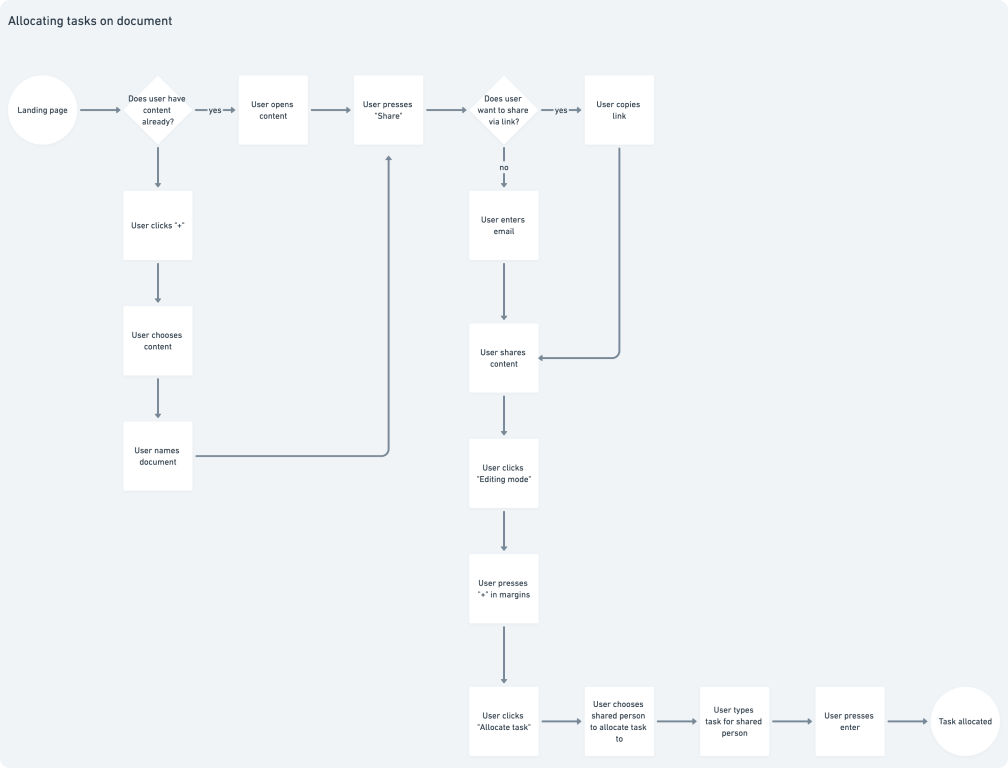 Allocating tasks on document
Landing page
Does user have
content
already?
yes
User opens
content
User presses
"Share"
Does user
want to share
via link?
yes
User copies
link
no
User clicks "+"
User enters
email
User chooses
content
User shares
content
User names
document
User clicks
"Editing mode"
User presses
"+" in margins
User clicks
"Allocate task"
User chooses
shared person
to allocate task
to
User types
task for shared
person
User presses
enter
Task allocated